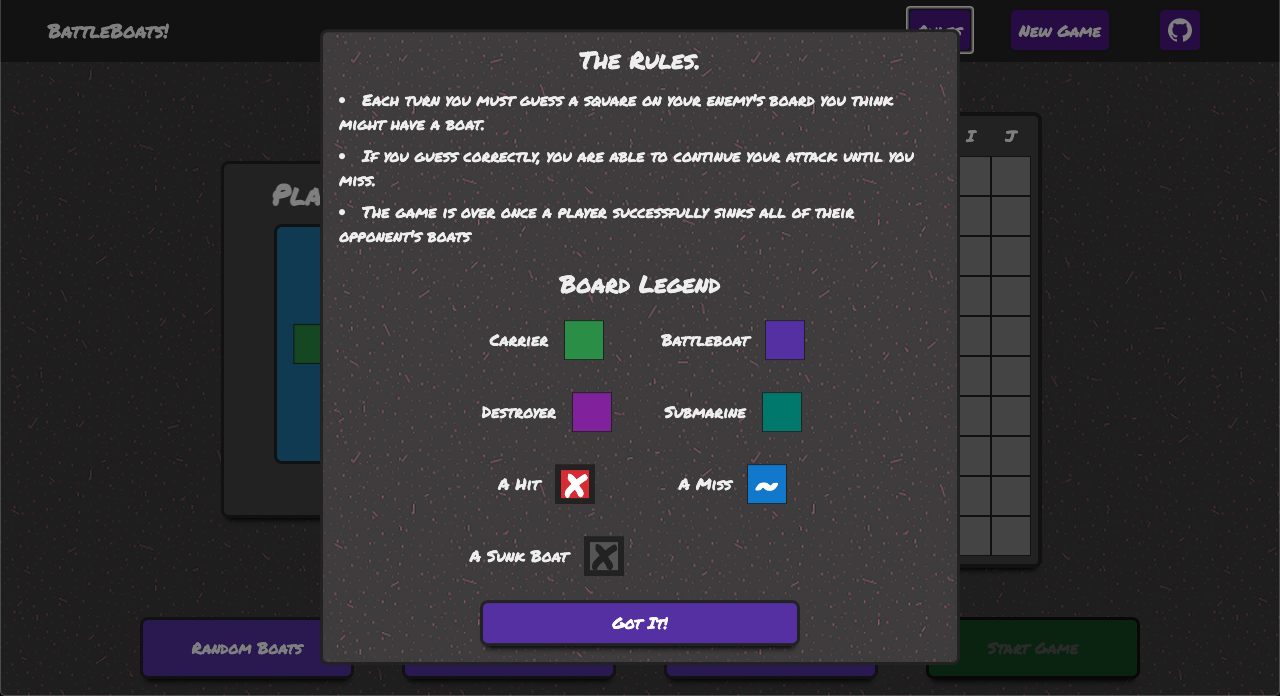 BattleBoats!
Rules
New Game
The Rules.
• Each turn you must guess a square on your enemy's board you think
might have a boat.
• If you guess correctly, you are able to continue your attack until you
miss.
• The game is over once a player successfully sinks all of their
opponent's boats
I J
Pla
Board Legend
Carrier
Battleboat
Destroyer
Submarine
A Hit X
A Miss ~
A Sunk Boat X
Got It!
Random Boats
Start Game